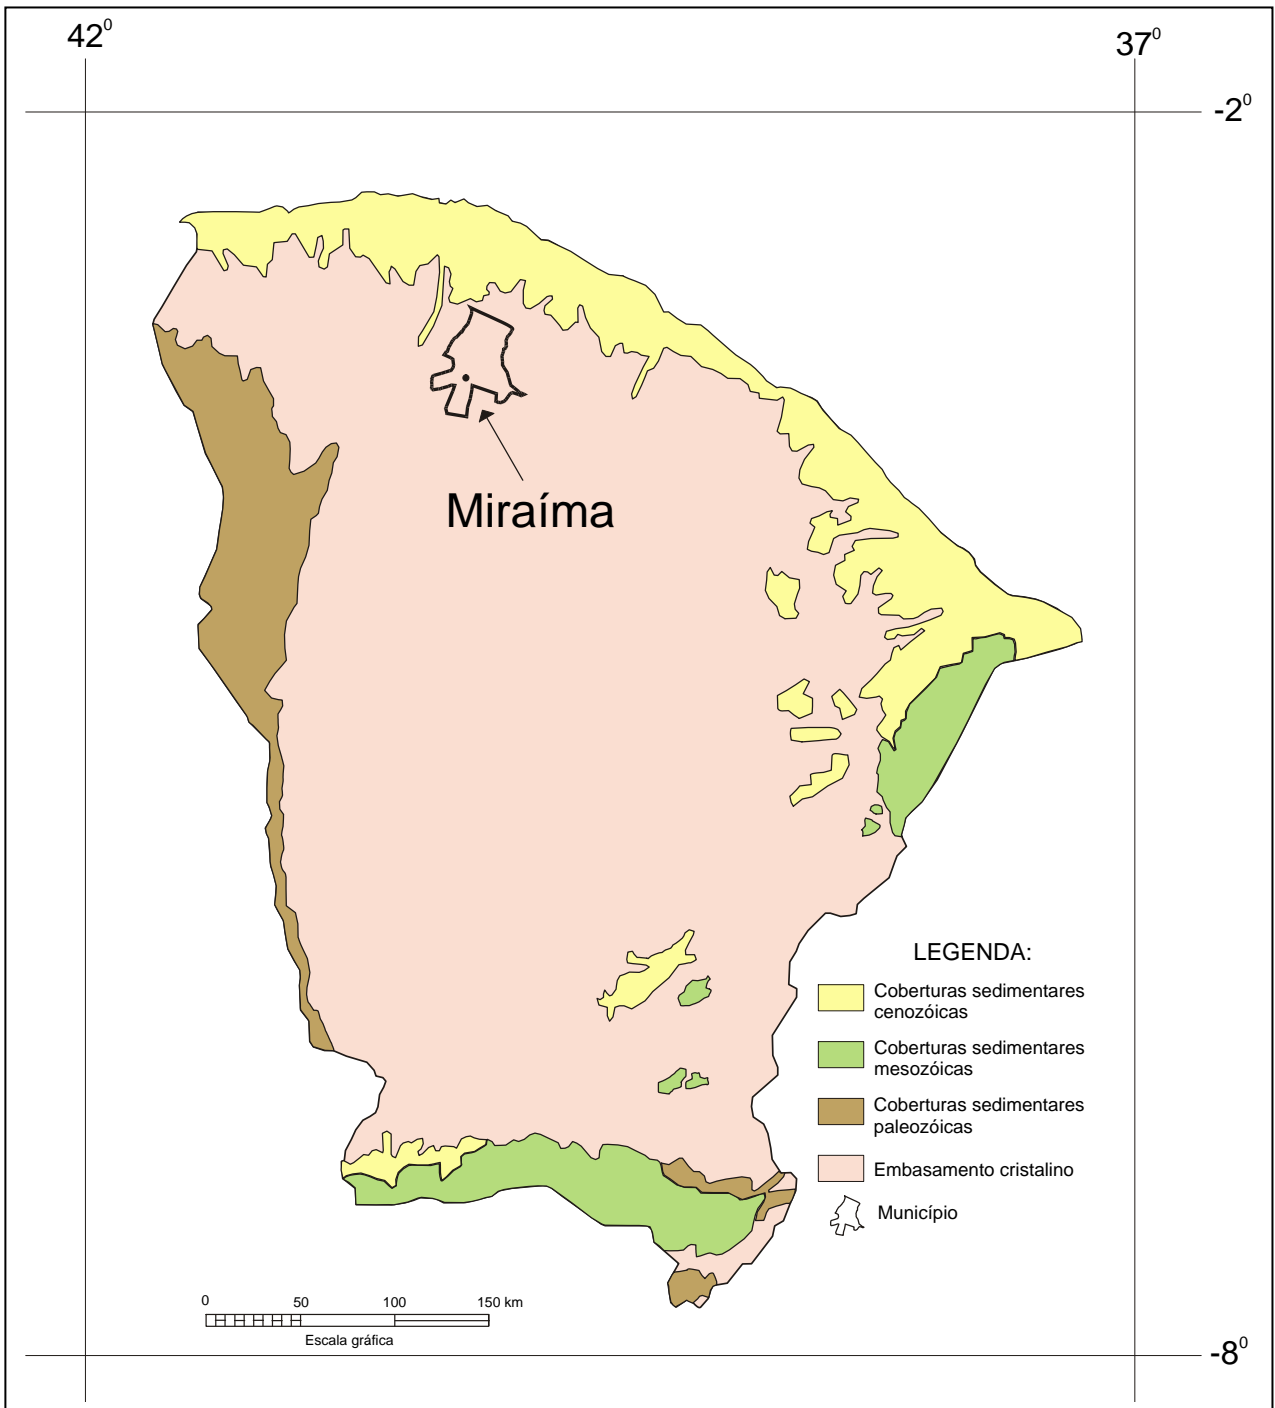 42⁰
37⁰
-2⁰
Miraíma
LEGENDA:
Coberturas sedimentares
cenozóicas
Coberturas sedimentares
mesozóicas
Coberturas sedimentares
paleozóicas
Embasamento cristalino
Município
0 50 100 150 km
Escala gráfica
-8⁰